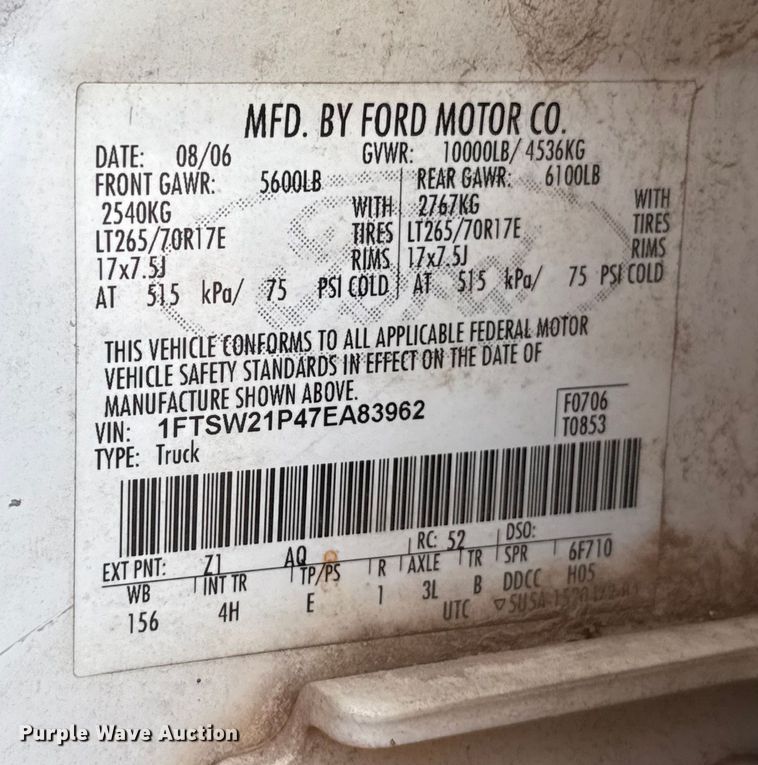 MFD. BY FORD MOTOR CO.
DATE: 08/06 GVWR: 10000LB/ 4536KG
FRONT GAWR: 5600LB REAR GAWR: 6100LB
2540KG WITH 2767KG WITH
LT265/70R17E TIRES LT265/70R17E TIRES
17x7.5J RIMS 17x7.5J RIMS
AT 515 kPa/ 75 PSI COLD AT 515 kPa/ 75 PSI COLD
THIS VEHICLE CONFORMS TO ALL APPLICABLE FEDERAL MOTOR
VEHICLE SAFETY STANDARDS IN EFFECT ON THE DATE OF
MANUFACTURE SHOWN ABOVE.
VIN: 1FTSW21P47EA83962 F0706
TYPE: Truck T0853
EXT PNT: Z1 AQ RC: 52 DSO:
WB INT TR TP/PS R AXLE TR SPR 6F710
156 4H E 1 3L B DDCC H05
UTC
Purple Wave Auction